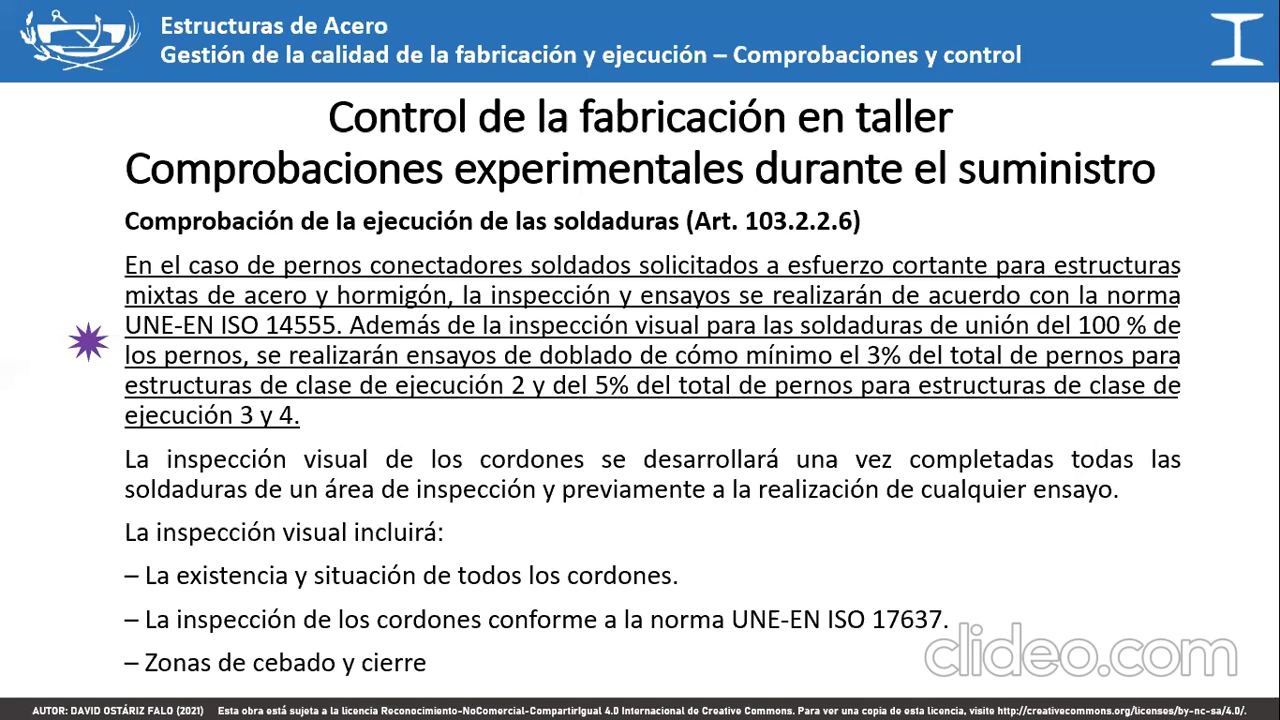 Estructuras de Acero
Gestión de la calidad de la fabricación y ejecución – Comprobaciones y control
Control de la fabricación en taller
Comprobaciones experimentales durante el suministro
Comprobación de la ejecución de las soldaduras (Art. 103.2.2.6)
En el caso de pernos conectadores soldados solicitados a esfuerzo cortante para estructuras
mixtas de acero y hormigón, la inspección y ensayos se realizarán de acuerdo con la norma
UNE-EN ISO 14555. Además de la inspección visual para las soldaduras de unión del 100 % de
los pernos, se realizarán ensayos de doblado de cómo mínimo el 3% del total de pernos para
estructuras de clase de ejecución 2 y del 5% del total de pernos para estructuras de clase de
ejecución 3 y 4.
La inspección visual de los cordones se desarrollará una vez completadas todas las
soldaduras de un área de inspección y previamente a la realización de cualquier ensayo.
La inspección visual incluirá:
– La existencia y situación de todos los cordones.
– La inspección de los cordones conforme a la norma UNE-EN ISO 17637.
– Zonas de cebado y cierre
clideo.com
AUTOR: DAVID OSTÁRIZ FALO (2021) Esta obra está sujeta a la licencia Reconocimiento-NoComercial-CompartirIgual 4.0 Internacional de Creative Commons. Para ver una copia de esta licencia, visite http://creativecommons.org/licenses/by-nc-sa/4.0/.